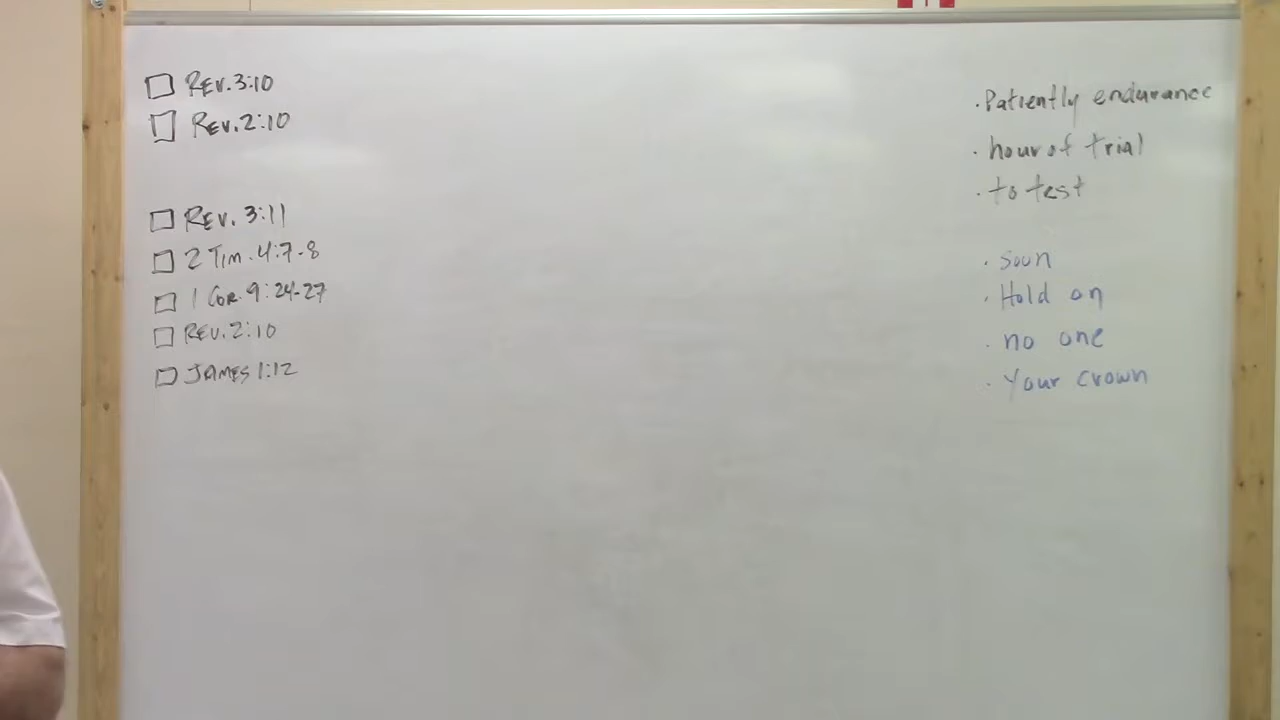 Rev. 3:10
Rev. 2:10
Rev. 3:11
2 Tim. 4:7-8
1 Cor. 9:24-27
Rev. 2:10
James 1:12
· Patiently endurance
· hour of trial
· to test
· Soon
· Hold on
· no one
· Your crown